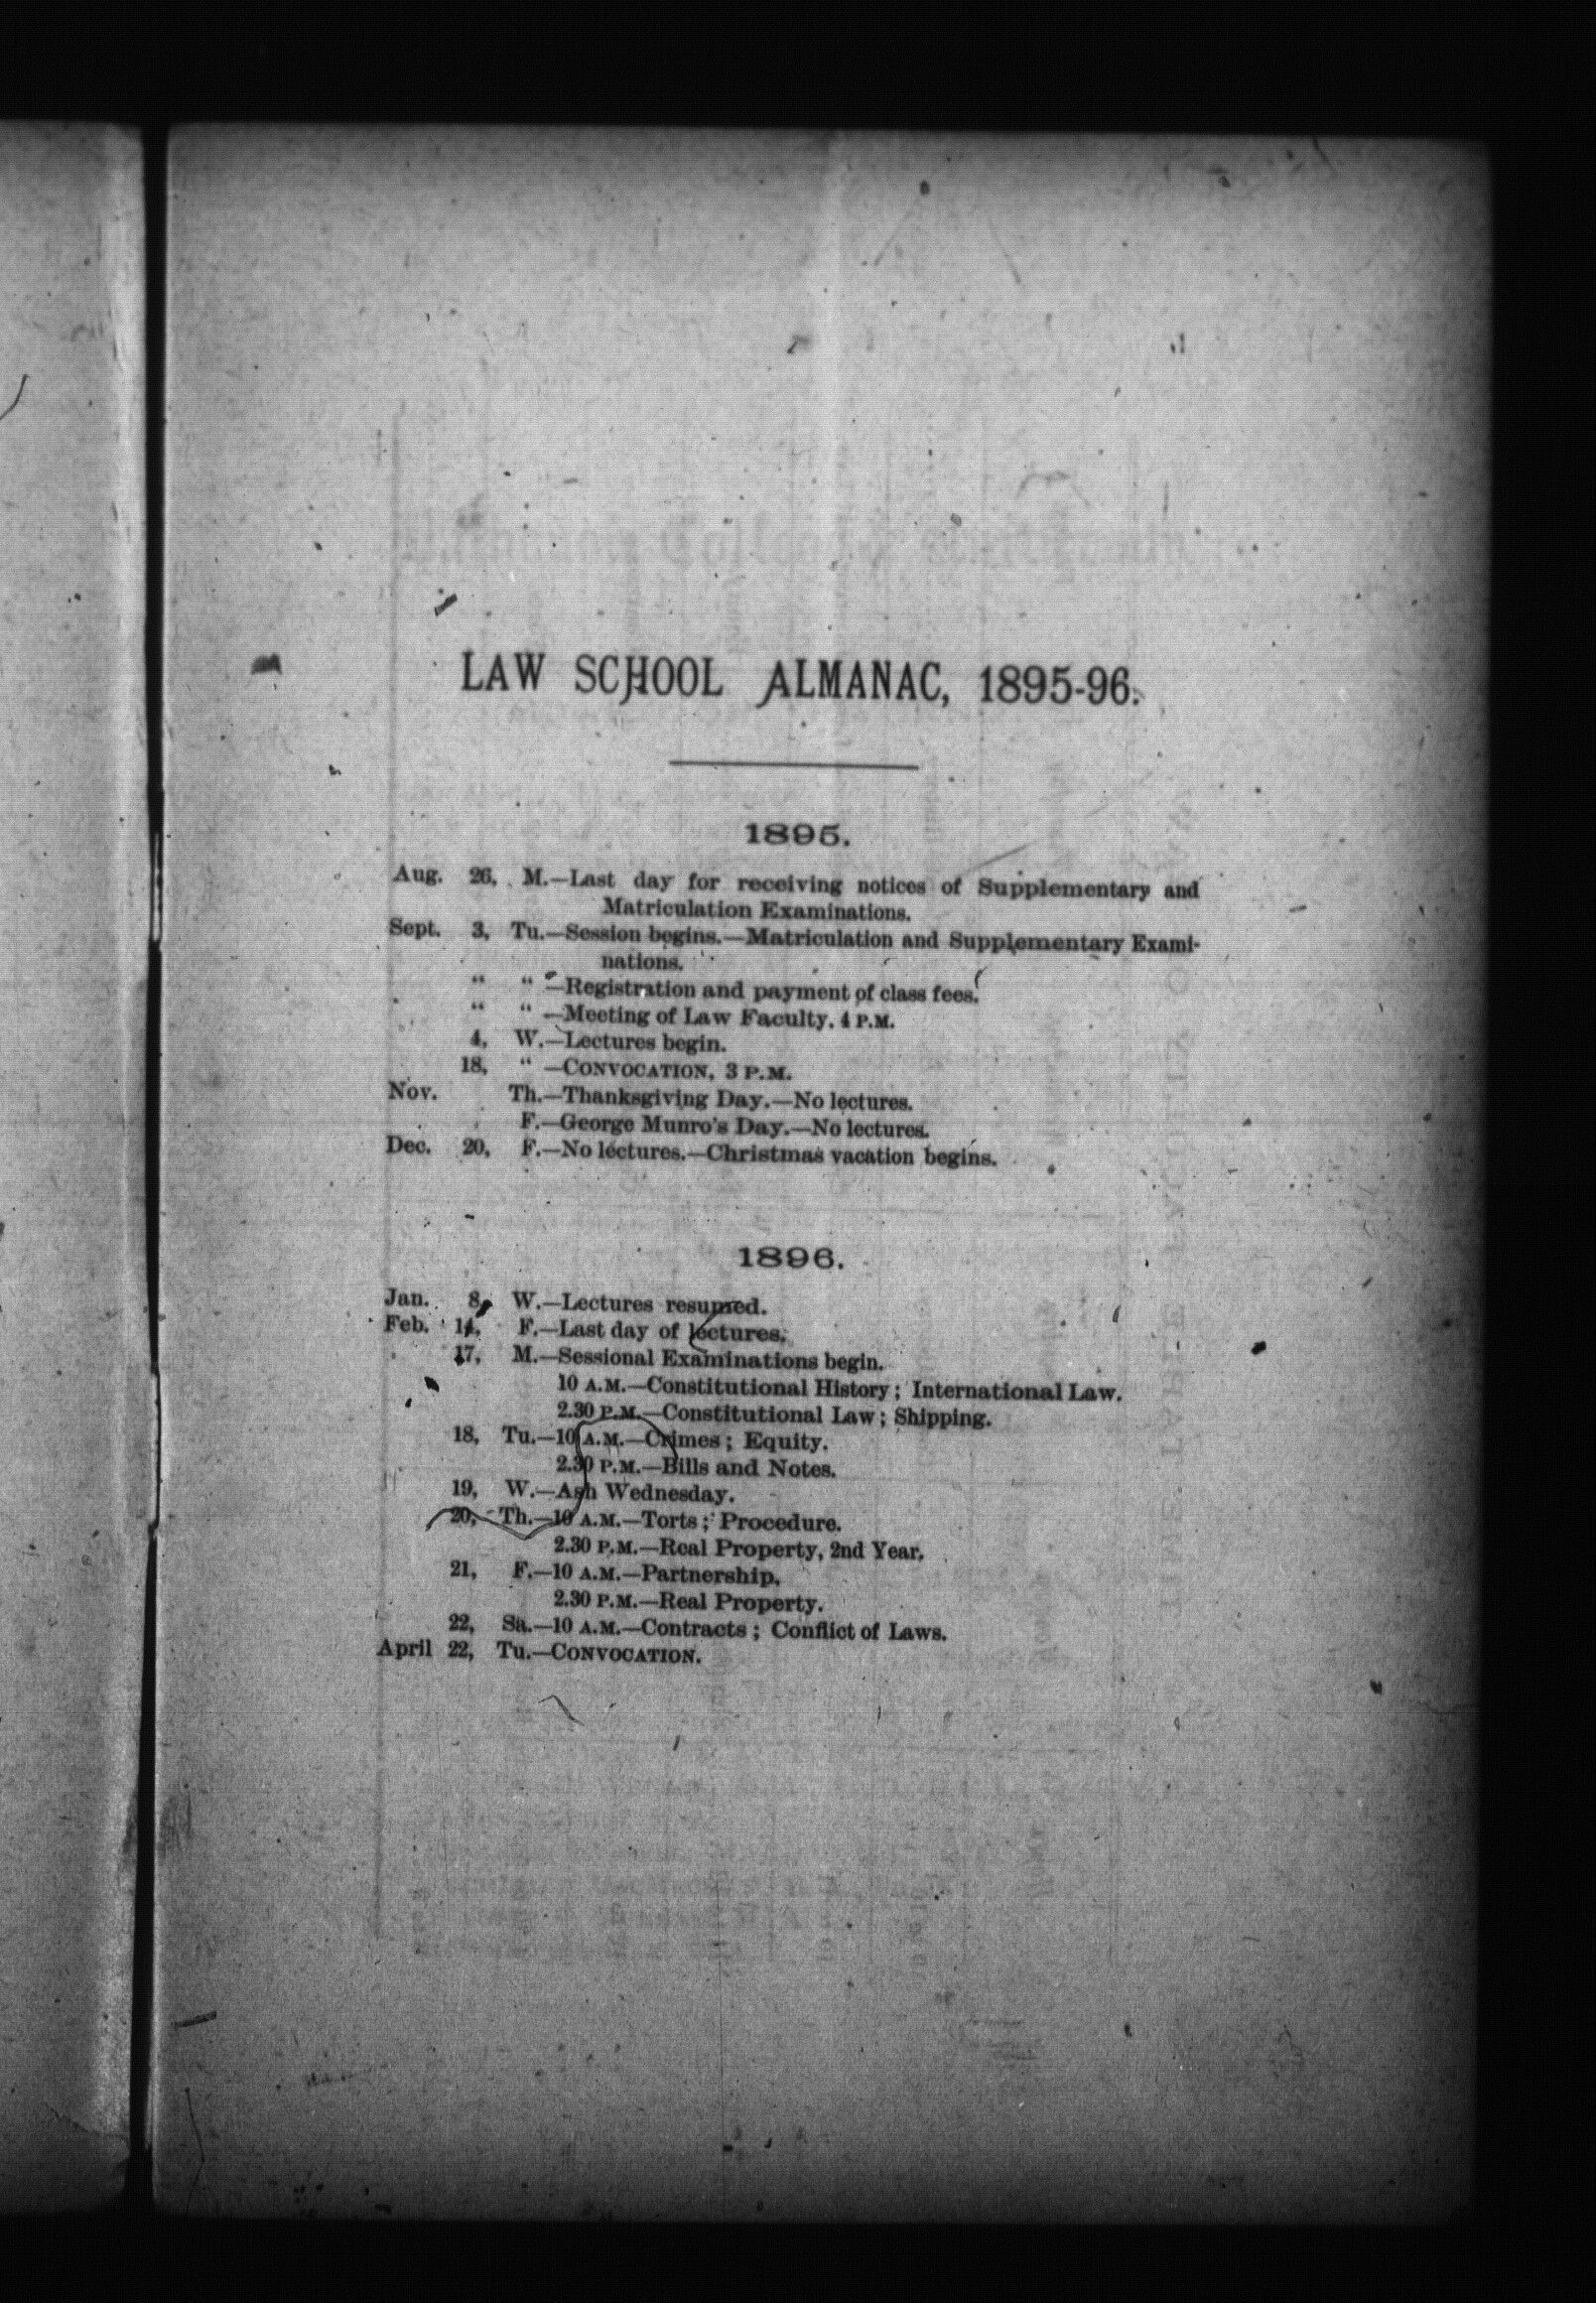 LAW SCHOOL ALMANAC, 1895-96.
1895.
Aug. 26, M.—Last day for receiving notices of Supplementary and
Matriculation Examinations.
Sept. 3, Tu.—Session begins.—Matriculation and Supplementary Exami-
nations.
“ “ —Registration and payment of class fees.
“ “ —Meeting of Law Faculty. 4 P.M.
4, W.—Lectures begin.
18, “ —CONVOCATION, 3 P.M.
Nov. Th.—Thanksgiving Day.—No lectures.
F.—George Munro's Day.—No lectures.
Dec. 20, F.—No lectures.—Christmas vacation begins.
1896.
Jan. 8, W.—Lectures resumed.
Feb. 14, F.—Last day of lectures.
17, M.—Sessional Examinations begin.
10 A.M.—Constitutional History; International Law.
2.30 P.M.—Constitutional Law; Shipping.
18, Tu.—10 A.M.—Crimes; Equity.
2.30 P.M.—Bills and Notes.
19, W.—Ash Wednesday.
20, Th.—10 A.M.—Torts; Procedure.
2.30 P.M.—Real Property, 2nd Year.
21, F.—10 A.M.—Partnership.
2.30 P.M.—Real Property.
22, Sa.—10 A.M.—Contracts; Conflict of Laws.
April 22, Tu.—CONVOCATION.